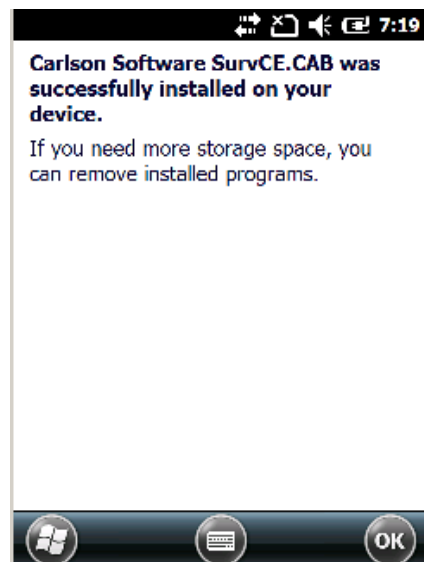 7:19
Carlson Software SurvCE.CAB was
successfully installed on your
device.
If you need more storage space, you
can remove installed programs.
OK